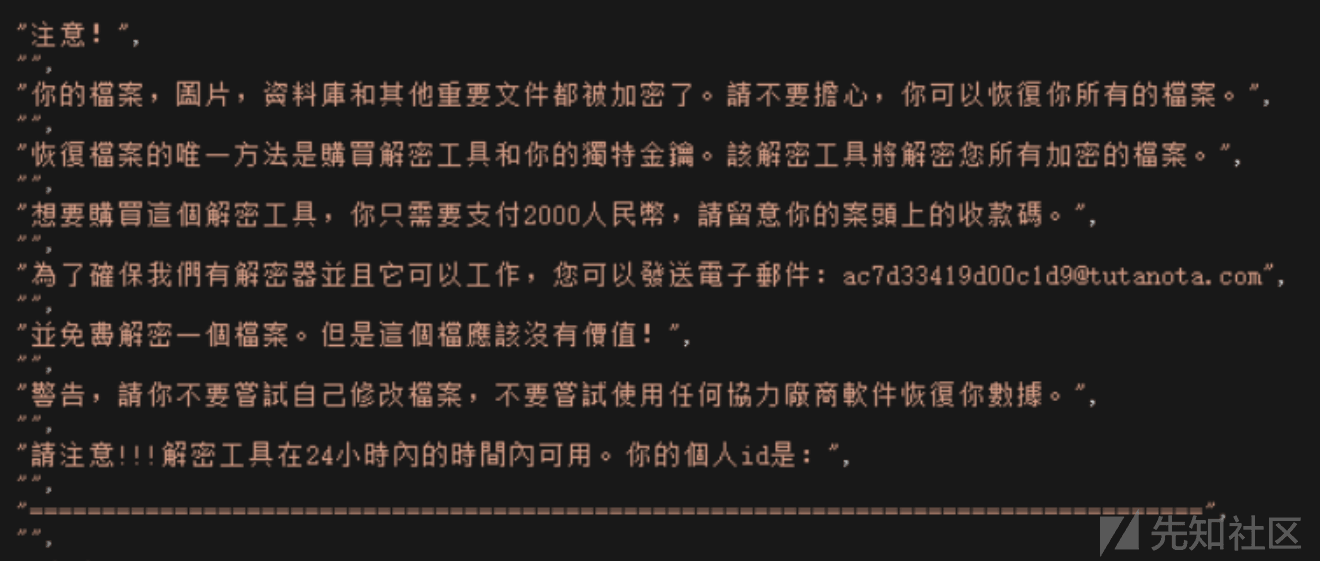 "注意！",
"",
"你的檔案，圖片，資料庫和其他重要文件都被加密了。請不要擔心，你可以恢復你所有的檔案。",
"",
"恢復檔案的唯一方法是購買解密工具和你的獨特金鑰。該解密工具將解密您所有加密的檔案。",
"",
"想要購買這個解密工具，你只需要支付2000人民幣，請留意你的案頭上的收款碼。",
"",
"為了確保我們有解密器並且它可以工作，您可以發送電子郵件：ac7d33419d00c1d9@tutanota.com",
"",
"並免費解密一個檔案。但是這個檔應該沒有價值！",
"",
"警告，請你不要嘗試自己修改檔案，不要嘗試使用任何協力廠商軟件恢復你數據。",
"",
"請注意!!!解密工具在24小時內的時間內可用。你的個人id是：",
"",
"================================================================================",
"",
先知社区